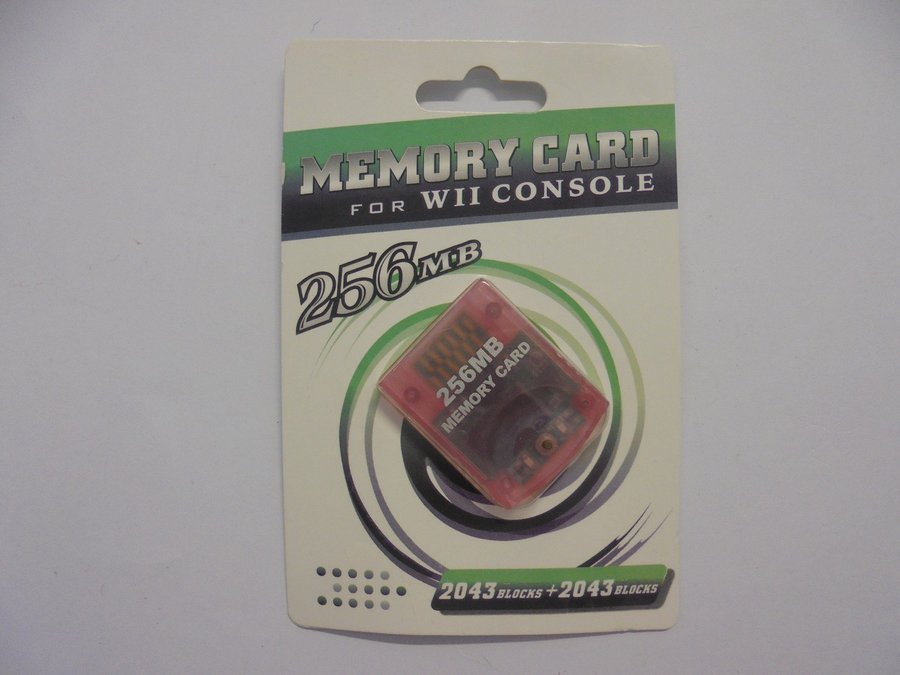 MEMORY CARD
FOR WII CONSOLE
256MB
256MB
MEMORY CARD
2043 BLOCKS + 2043 BLOCKS